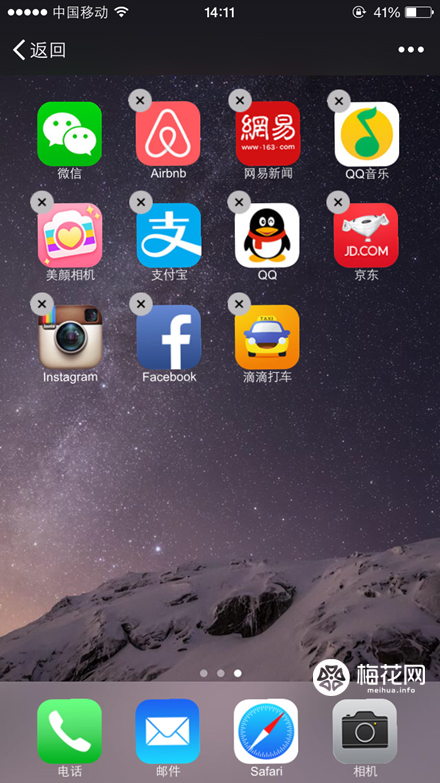 中国移动
14:11
41%
返回
微信
Airbnb
網易
www·163·com
网易新闻
QQ音乐
美颜相机
支
支付宝
QQ
JD.COM
京东
Instagram
f
Facebook
TAXI
滴滴打车
梅花网
meihua.info
电话
邮件
Safari
相机